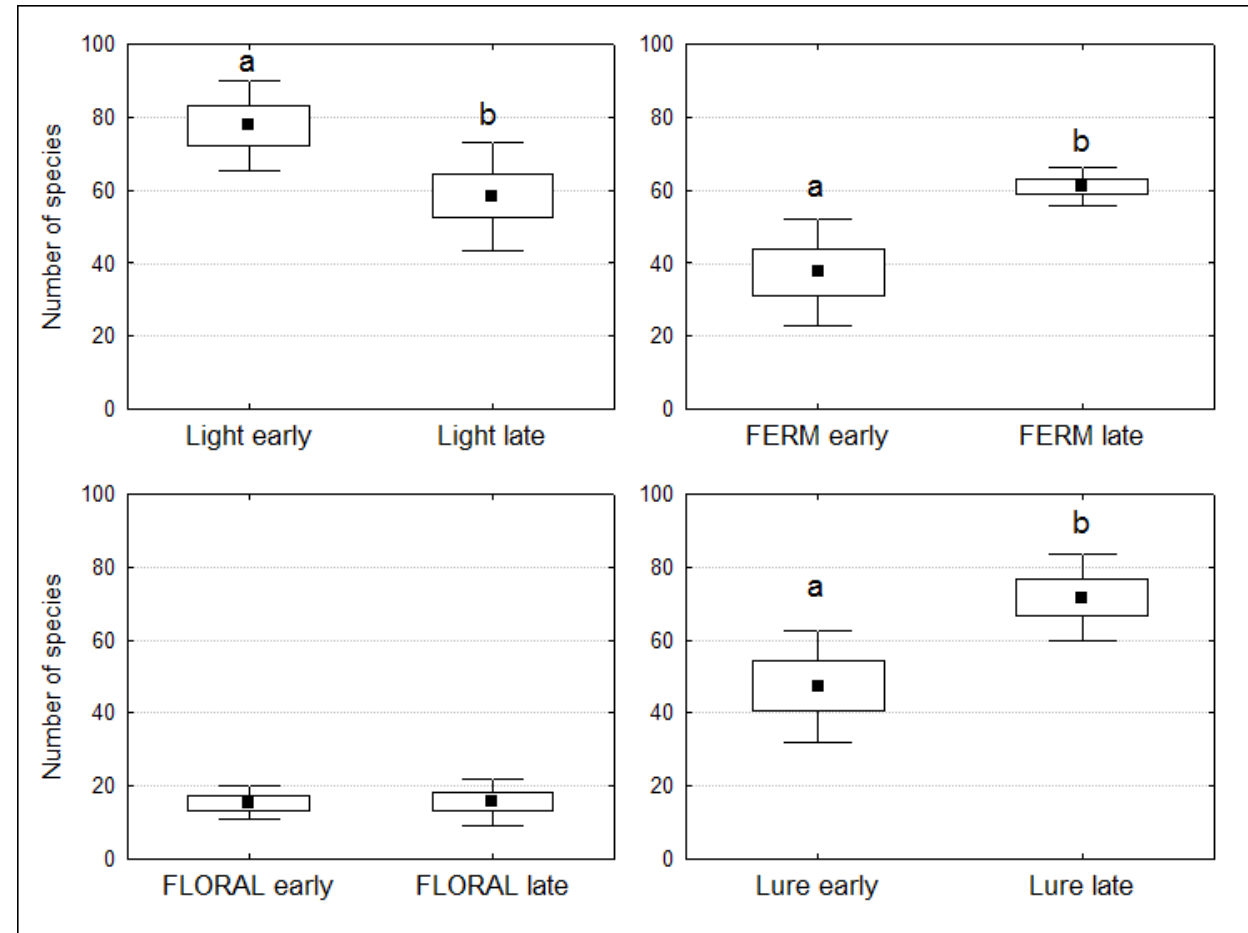 Number of species
100
80
60
40
20
0
a
b
Light early
Light late
100
80
60
40
20
0
a
b
FERM early
FERM late
Number of species
100
80
60
40
20
0
FLORAL early
FLORAL late
100
80
60
40
20
0
a
b
Lure early
Lure late